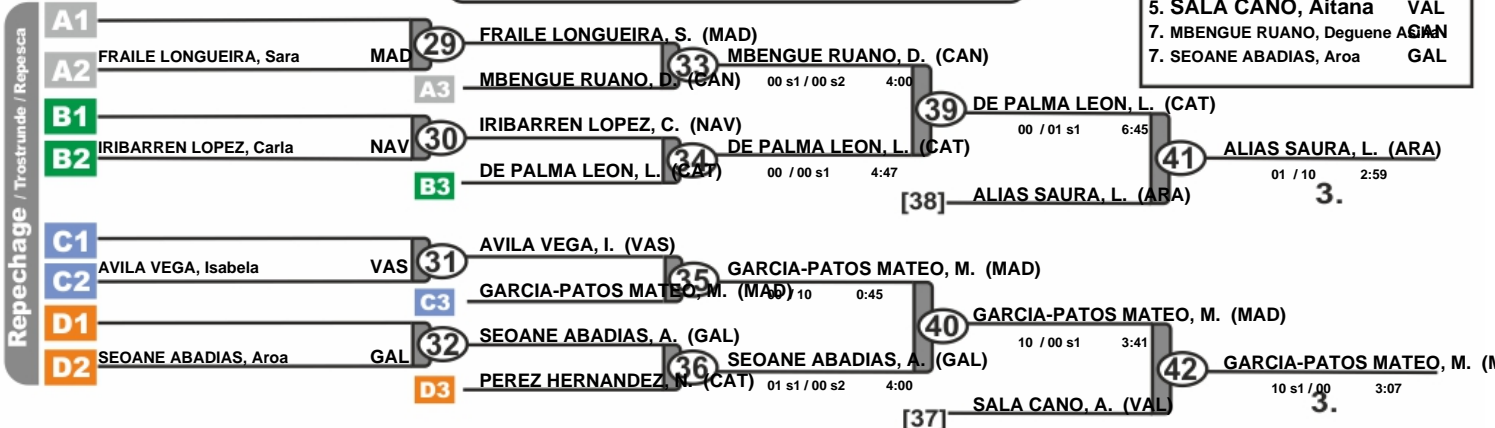 Repechage / Trostrunde / Repesca
A1
A2
FRAILE LONGUEIRA, Sara MAD
29
FRAILE LONGUEIRA, S. (MAD)
A3
MBENGUE RUANO, D. (CAN)
33
MBENGUE RUANO, D. (CAN)
00 s1 / 00 s2 4:00
B1
B2
IRIBARREN LOPEZ, Carla NAV
30
IRIBARREN LOPEZ, C. (NAV)
B3
DE PALMA LEON, L. (CAT)
34
DE PALMA LEON, L. (CAT)
00 / 00 s1 4:47
39
DE PALMA LEON, L. (CAT)
00 / 01 s1 6:45
[38]
ALIAS SAURA, L. (ARA)
41
ALIAS SAURA, L. (ARA)
01 / 10 2:59
3.
C1
C2
AVILA VEGA, Isabela VAS
31
AVILA VEGA, I. (VAS)
C3
GARCIA-PATOS MATEO, M. (MAD)
35
GARCIA-PATOS MATEO, M. (MAD)
00 / 10 0:45
D1
D2
SEOANE ABADIAS, Aroa GAL
32
SEOANE ABADIAS, A. (GAL)
D3
PEREZ HERNANDEZ, N. (CAT)
36
SEOANE ABADIAS, A. (GAL)
01 s1 / 00 s2 4:00
40
GARCIA-PATOS MATEO, M. (MAD)
10 / 00 s1 3:41
[37]
SALA CANO, A. (VAL)
42
GARCIA-PATOS MATEO, M. (M
10 s1 / 00 3:07
3.
5. SALA CANO, Aitana VAL
7. MBENGUE RUANO, Deguene CAN
7. SEOANE ABADIAS, Aroa GAL